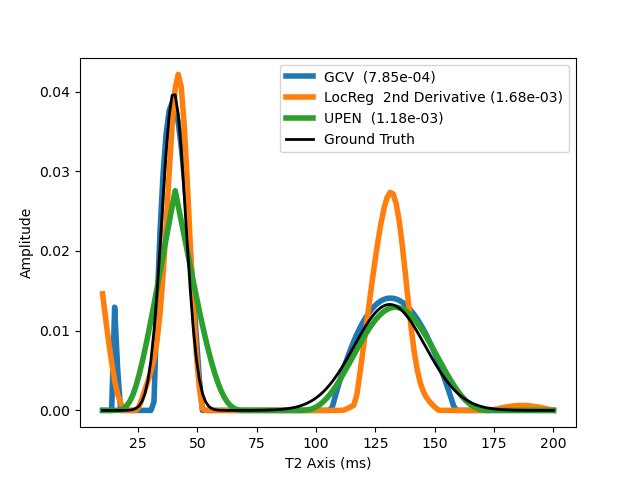 GCV (7.85e-04)
LocReg 2nd Derivative (1.68e-03)
UPEN (1.18e-03)
Ground Truth
Amplitude
0.04
0.03
0.02
0.01
0.00
25 50 75 100 125 150 175 200
T2 Axis (ms)